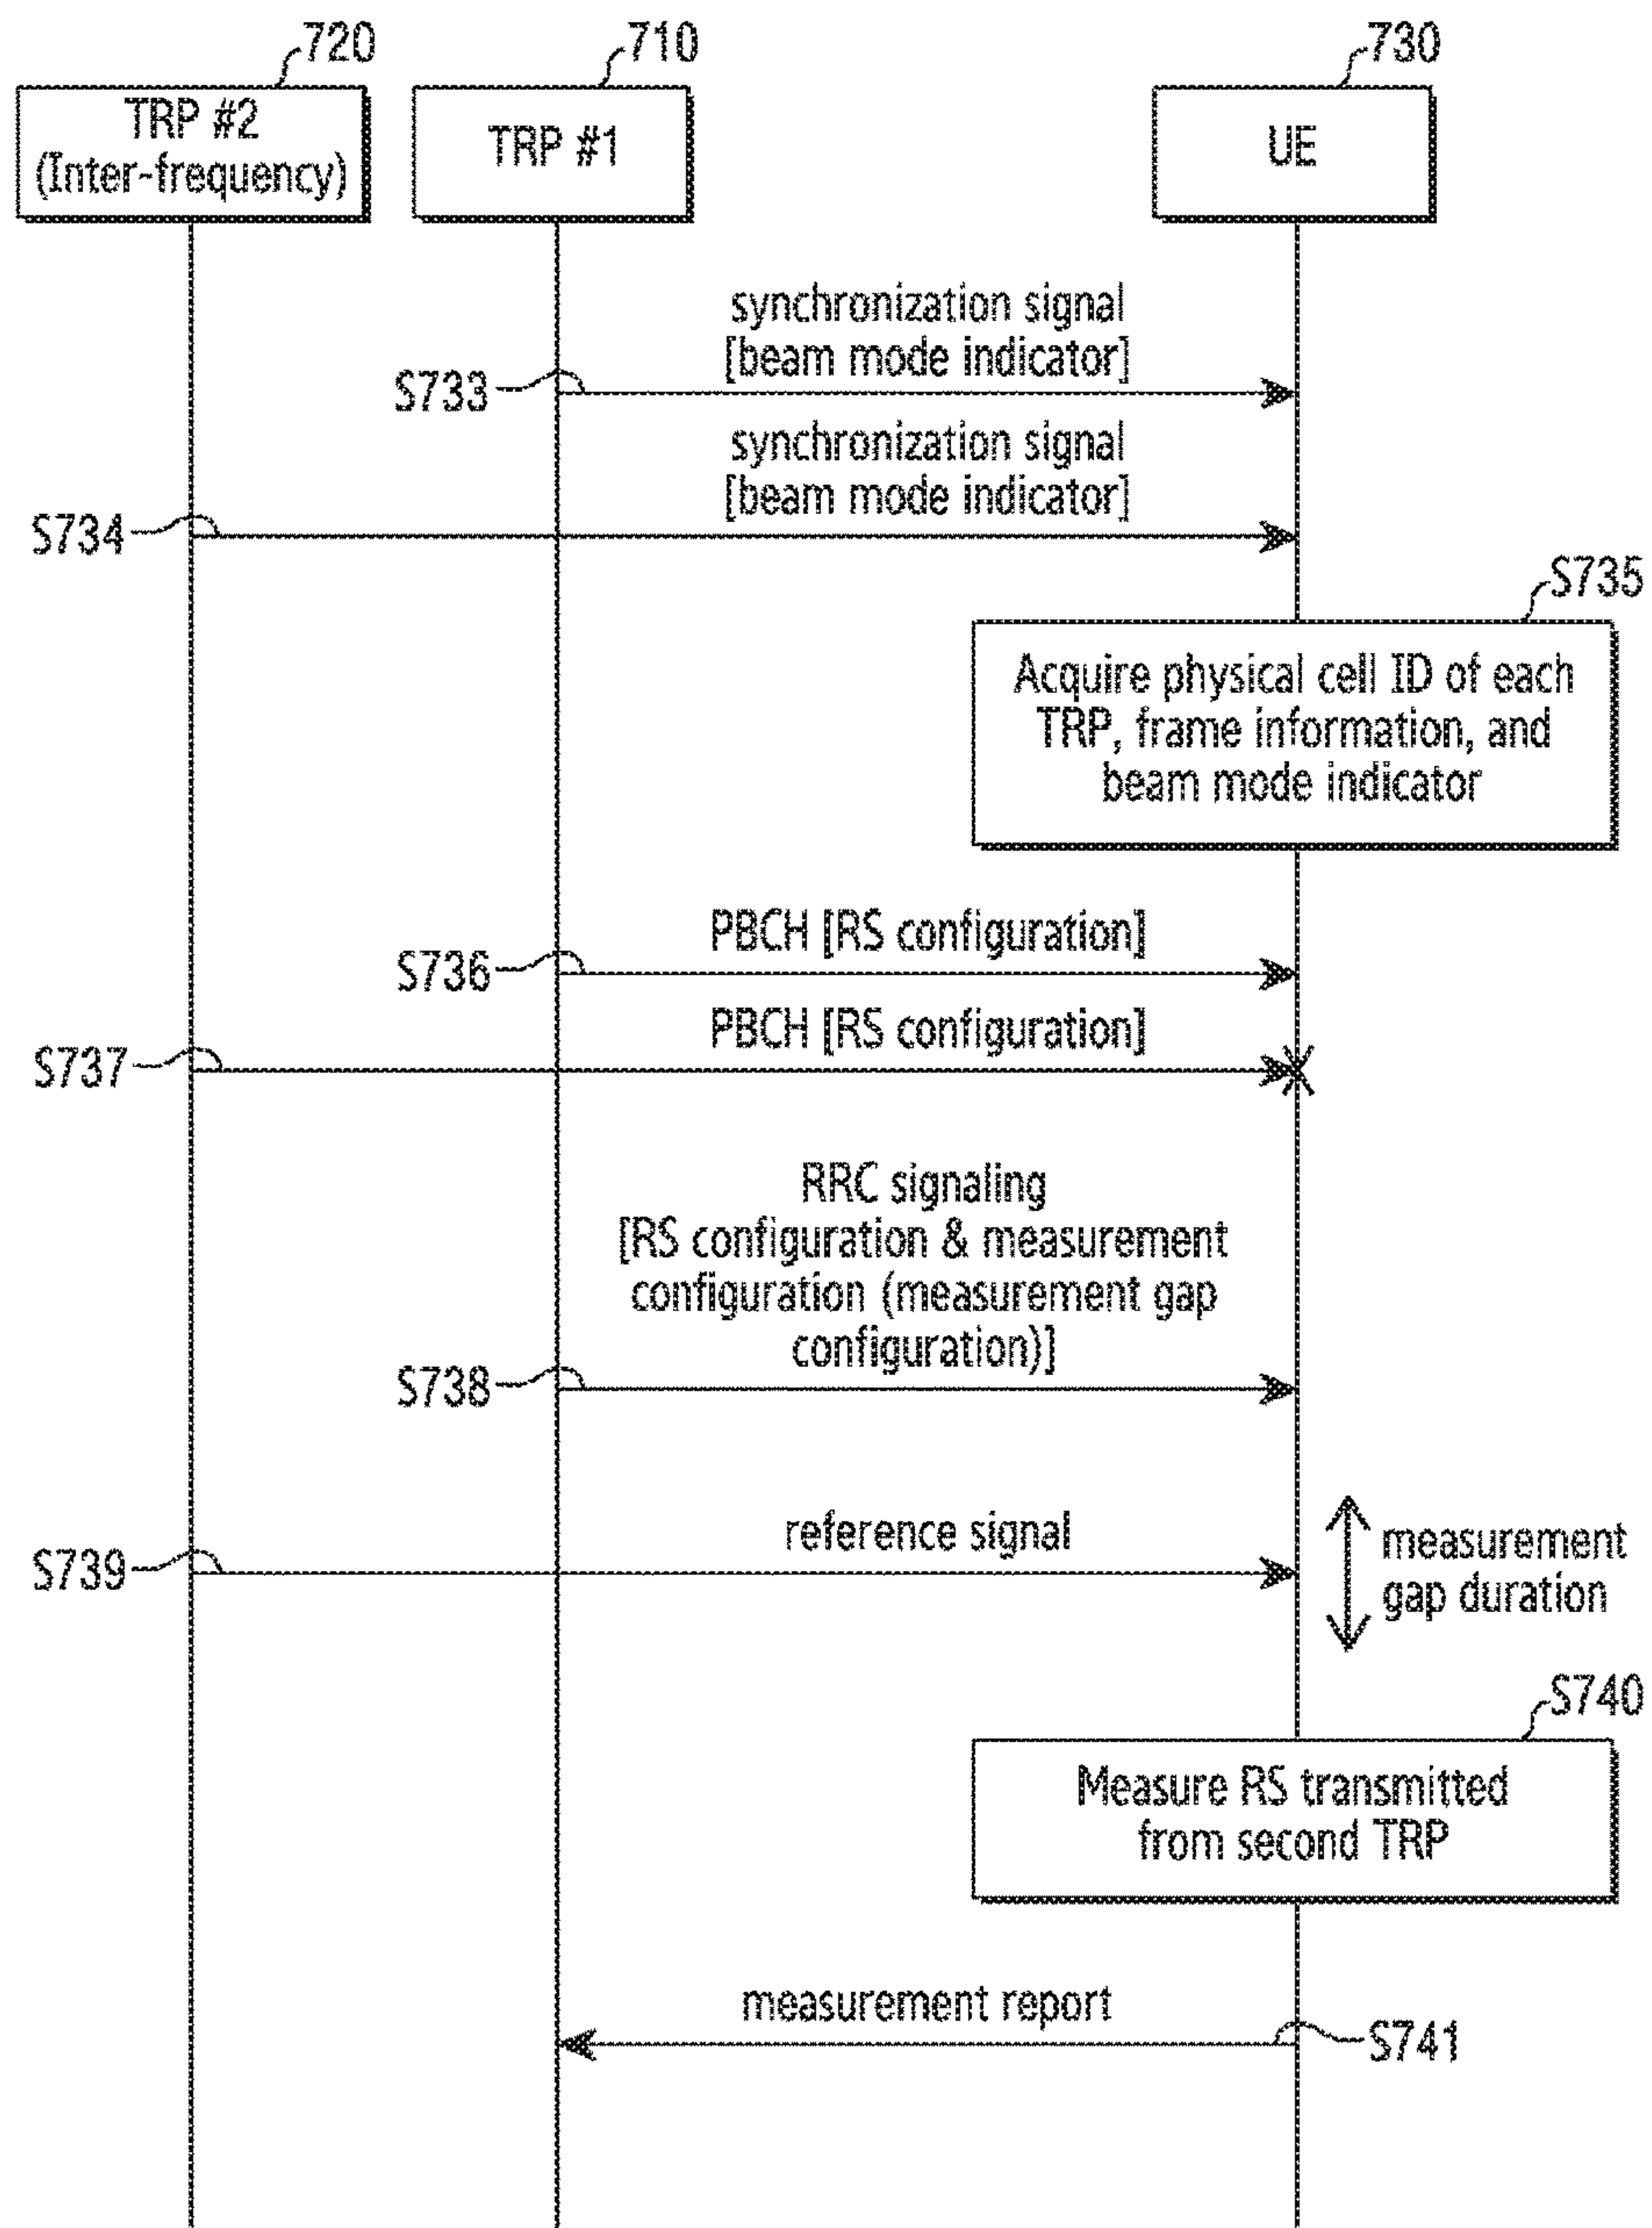 720
710
730
TRP #2
(Inter-frequency)
TRP #1
UE
synchronization signal
[beam mode indicator]
S733
synchronization signal
[beam mode indicator]
S734
S735
Acquire physical cell ID of each
TRP, frame information, and
beam mode indicator
PBCH [RS configuration]
S736
PBCH [RS configuration]
S737
RRC signaling
[RS configuration & measurement
configuration (measurement gap
configuration)]
S738
reference signal
S739
measurement
gap duration
S740
Measure RS transmitted
from second TRP
measurement report
S741